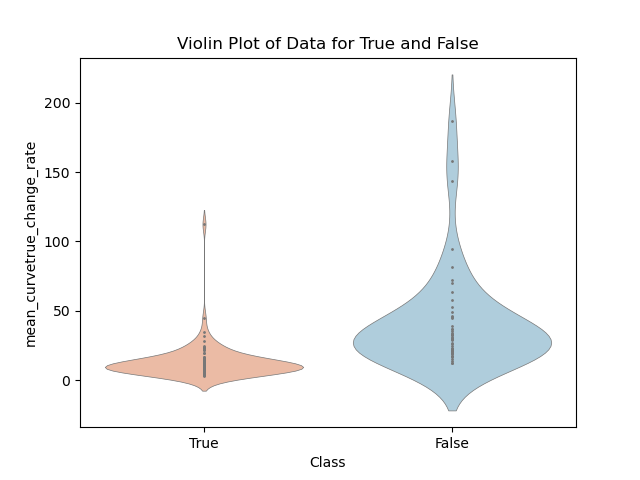 Violin Plot of Data for True and False
mean_curvetrue_change_rate
200
150
100
50
0
True
False
Class